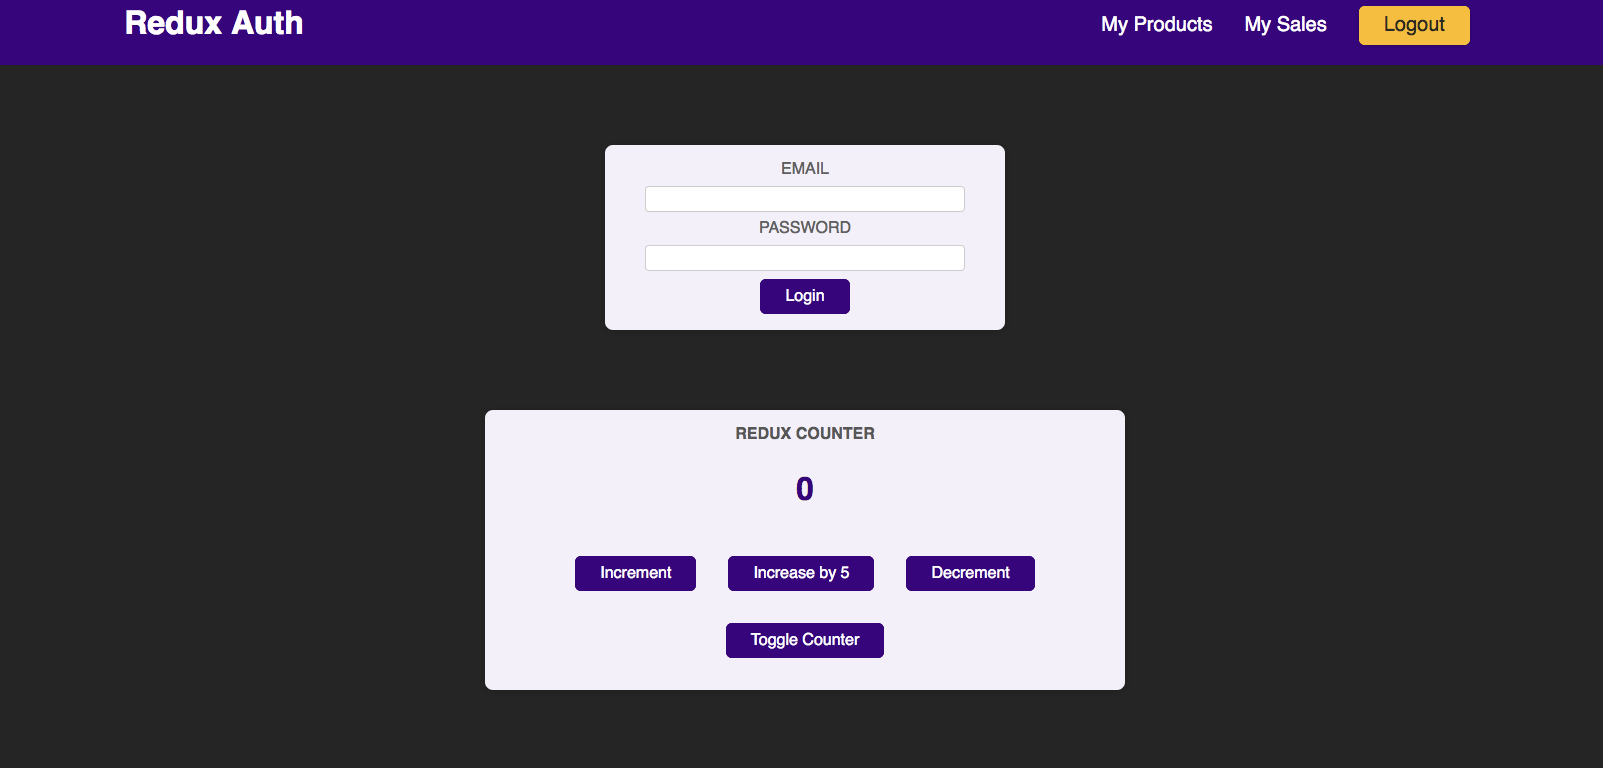 Redux Auth
My Products My Sales Logout
EMAIL
PASSWORD
Login
REDUX COUNTER
0
Increment Increase by 5 Decrement
Toggle Counter